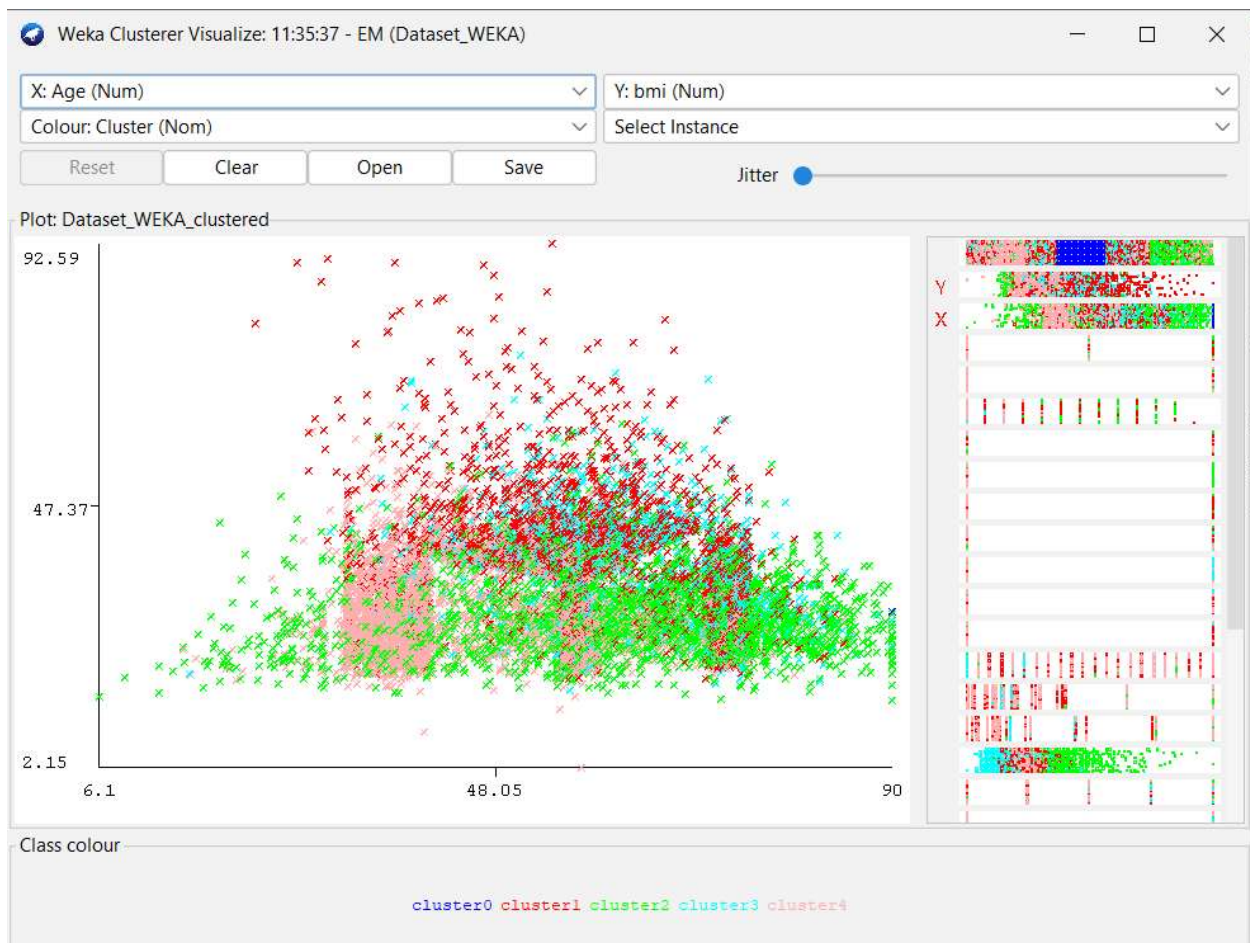 Weka Clusterer Visualize: 11:35:37 - EM (Dataset_WEKA)
X: Age (Num) Y: bmi (Num)
Colour: Cluster (Nom) Select Instance
Reset Clear Open Save Jitter
Plot: Dataset_WEKA_clustered
92.59
Y
X
47.37
2.15
6.1 48.05 90
Class colour
cluster0 cluster1 cluster2 cluster3 cluster4